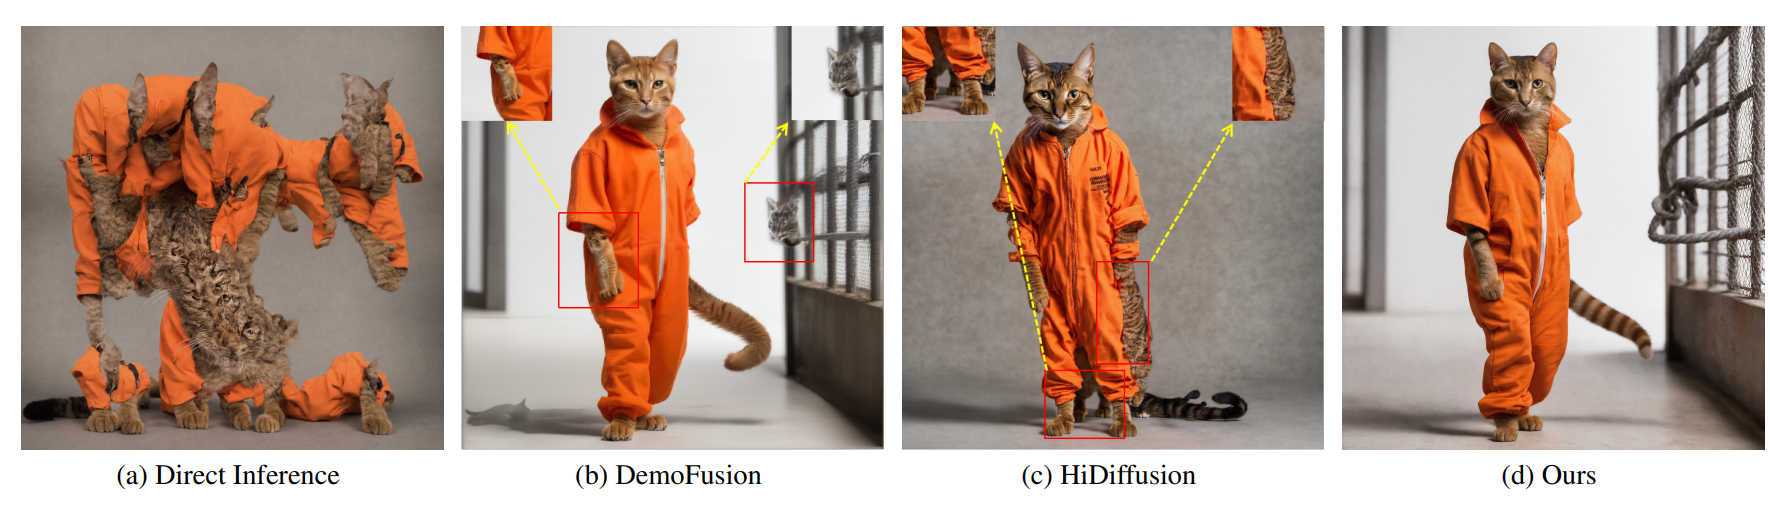 (a) Direct Inference
(b) DemoFusion
(c) HiDiffusion
(d) Ours